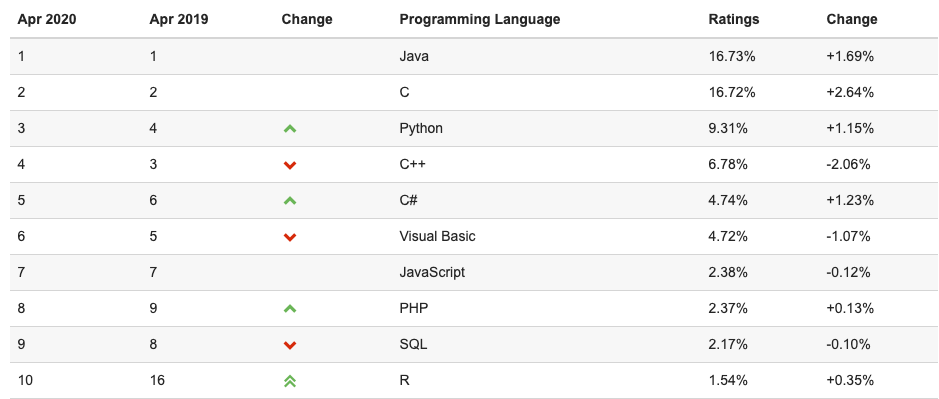 Apr 2020 Apr 2019 Change Programming Language Ratings Change
1 1 Java 16.73% +1.69%
2 2 C 16.72% +2.64%
3 4 Python 9.31% +1.15%
4 3 C++ 6.78% -2.06%
5 6 C# 4.74% +1.23%
6 5 Visual Basic 4.72% -1.07%
7 7 JavaScript 2.38% -0.12%
8 9 PHP 2.37% +0.13%
9 8 SQL 2.17% -0.10%
10 16 R 1.54% +0.35%